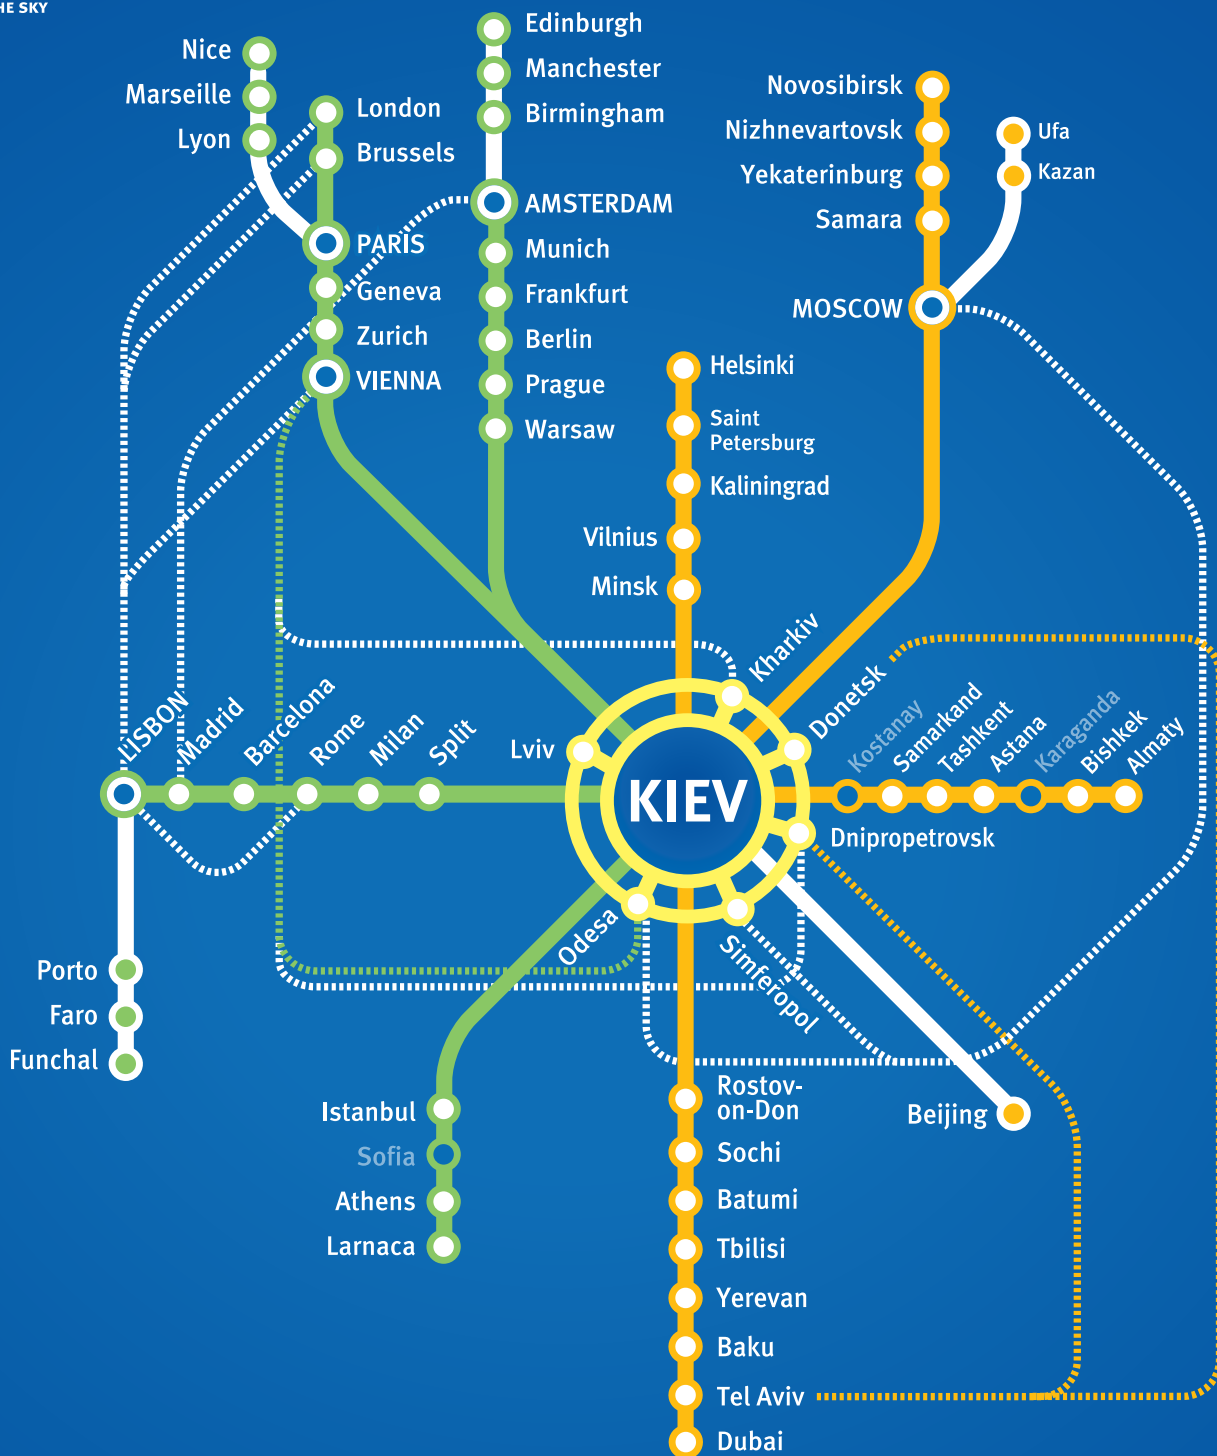 HE SKY
Edinburgh
Manchester
Birmingham
AMSTERDAM
Munich
Frankfurt
Berlin
Prague
Warsaw
Nice
Marseille
Lyon
London
Brussels
PARIS
Geneva
Zurich
VIENNA
Novosibirsk
Nizhnevartovsk
Yekaterinburg
Samara
MOSCOW
Ufa
Kazan
Helsinki
Saint
Petersburg
Kaliningrad
Vilnius
Minsk
Kharkiv
Donetsk
Lviv
KIEV
Dnipropetrovsk
Odesa
Simferopol
LISBON
Madrid
Barcelona
Rome
Milan
Split
Kostanay
Samarkand
Tashkent
Astana
Karaganda
Bishkek
Almaty
Porto
Faro
Funchal
Istanbul
Sofia
Athens
Larnaca
Rostov-
on-Don
Sochi
Batumi
Tbilisi
Yerevan
Baku
Tel Aviv
Dubai
Beijing